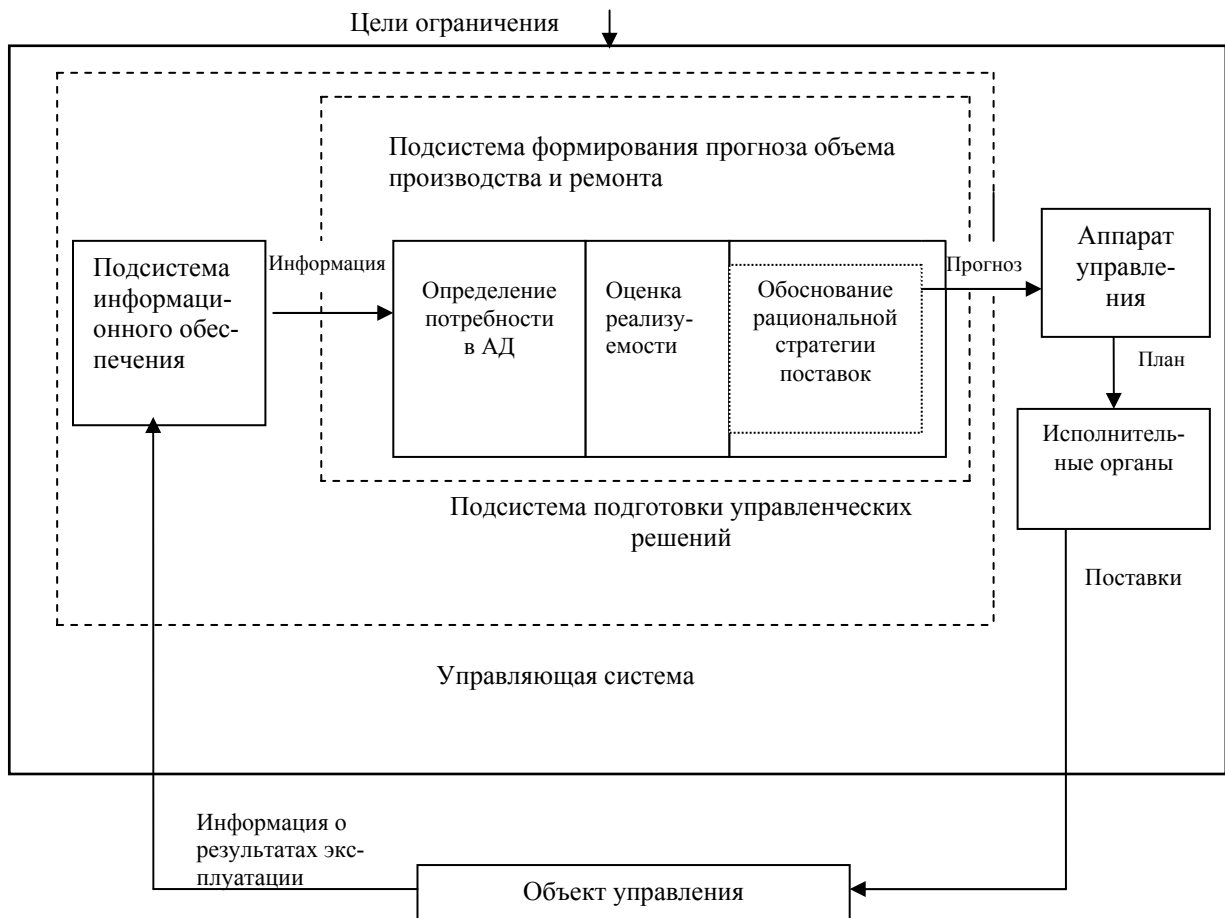 Цели ограничения
Подсистема формирования прогноза объема
производства и ремонта
Подсистема
информаци-
онного обес-
печения
Информация
Определение
потребности
в АД
Оценка
реализу-
емости
Обоснование
рациональной
стратегии
поставок
Прогноз
Аппарат
управле-
ния
План
Исполнитель-
ные органы
Подсистема подготовки управленческих
решений
Поставки
Управляющая система
Информация о
результатах экс-
плуатации
Объект управления